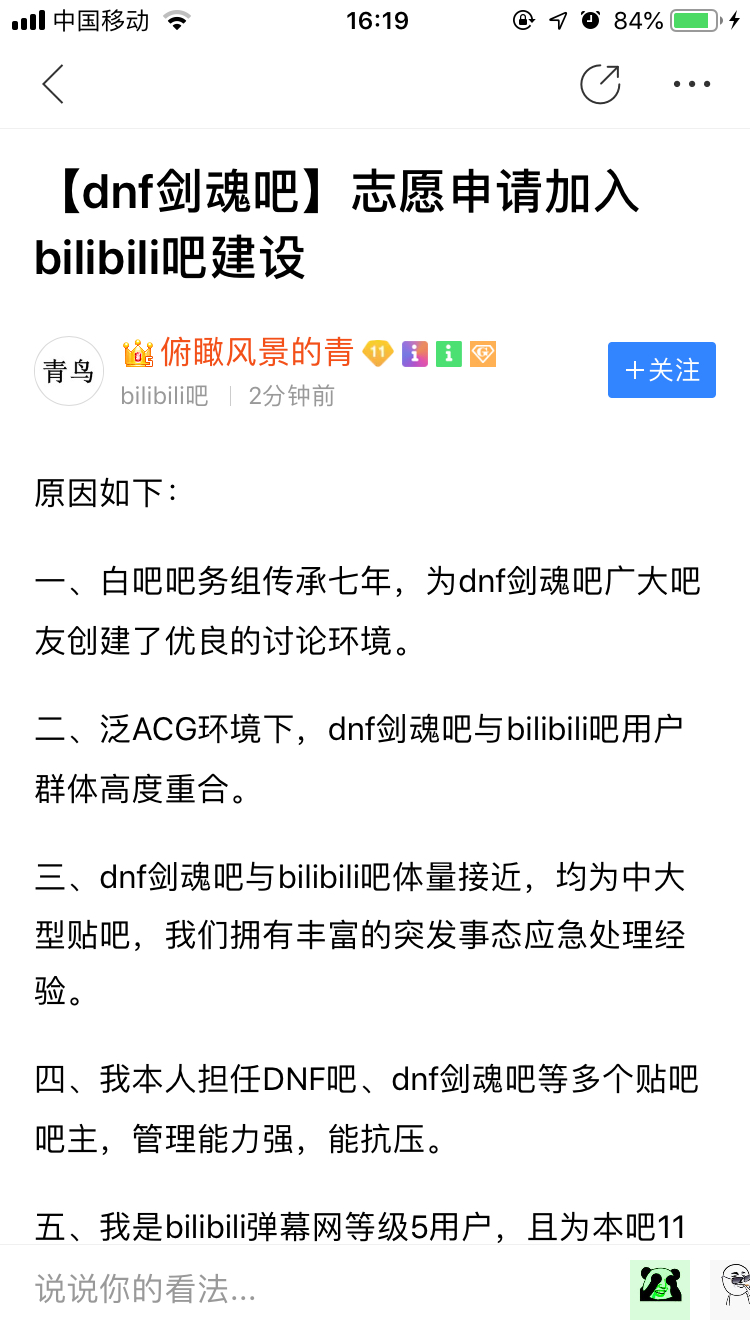 中国移动 16:19 84%
【dnf剑魂吧】志愿申请加入
bilibili吧建设
青鸟
俯瞰风景的青 11
bilibili吧 | 2分钟前
+关注
原因如下：
一、白吧吧务组传承七年，为dnf剑魂吧广大吧
友创建了优良的讨论环境。
二、泛ACG环境下，dnf剑魂吧与bilibili吧用户
群体高度重合。
三、dnf剑魂吧与bilibili吧体量接近，均为中大
型贴吧，我们拥有丰富的突发事态应急处理经
验。
四、我本人担任DNF吧、dnf剑魂吧等多个贴吧
吧主，管理能力强，能抗压。
五、我是bilibili弹幕网等级5用户，且为本吧11
说说你的看法...